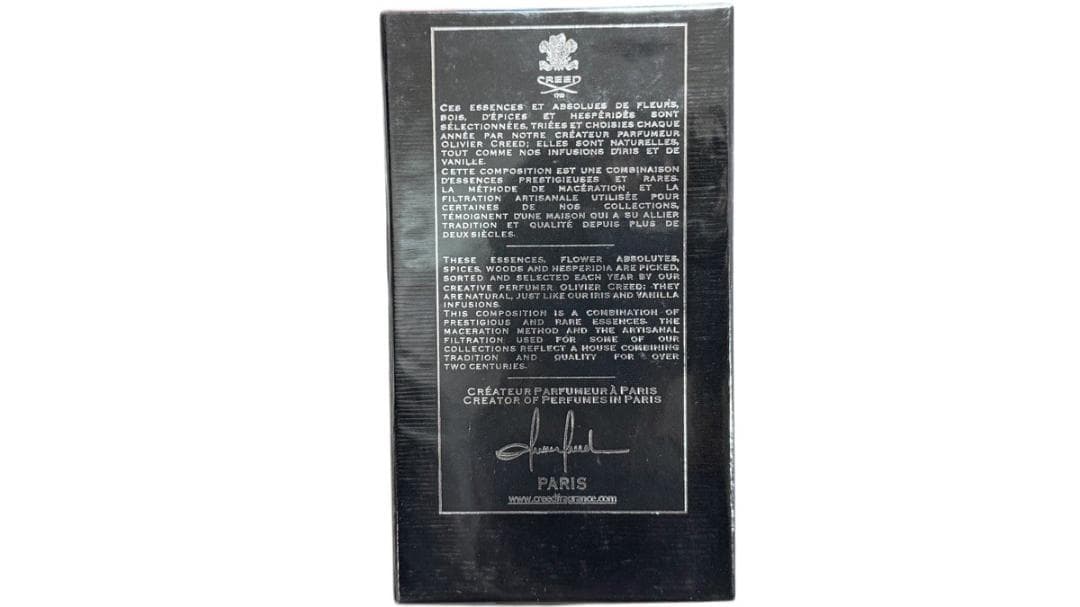 CREED
1760
CES ESSENCES ET ABSOLUES DE FLEURS,
BOIS, D'ÉPICES ET HESPÉRIDÉS SONT
SÉLECTIONNÉES, TRIÉES ET CHOISIES CHAQUE
ANNÉE PAR NOTRE CRÉATEUR PARFUMEUR
OLIVIER CREED; ELLES SONT NATURELLES,
TOUT COMME NOS INFUSIONS D'IRIS ET DE
VANILLE.
CETTE COMPOSITION EST UNE COMBINAISON
D'ESSENCES PRESTIGIEUSES ET RARES.
LA MÉTHODE DE MACÉRATION ET LA
FILTRATION ARTISANALE UTILISÉE POUR
CERTAINES DE NOS COLLECTIONS,
TÉMOIGNENT D'UNE MAISON QUI A SU ALLIER
TRADITION ET QUALITÉ DEPUIS PLUS DE
DEUX SIÈCLES.
THESE ESSENCES, FLOWER ABSOLUTES,
SPICES, WOODS AND HESPERIDIA ARE PICKED,
SORTED AND SELECTED EACH YEAR BY OUR
CREATIVE PERFUMER OLIVIER CREED; THEY
ARE NATURAL, JUST LIKE OUR IRIS AND VANILLA
INFUSIONS.
THIS COMPOSITION IS A COMBINATION OF
PRESTIGIOUS AND RARE ESSENCES. THE
MACERATION METHOD AND THE ARTISANAL
FILTRATION USED FOR SOME OF OUR
COLLECTIONS REFLECT A HOUSE COMBINING
TRADITION AND QUALITY FOR OVER
TWO CENTURIES.
CRÉATEUR PARFUMEUR À PARIS
CREATOR OF PERFUMES IN PARIS
PARIS
www.creedfragrance.com